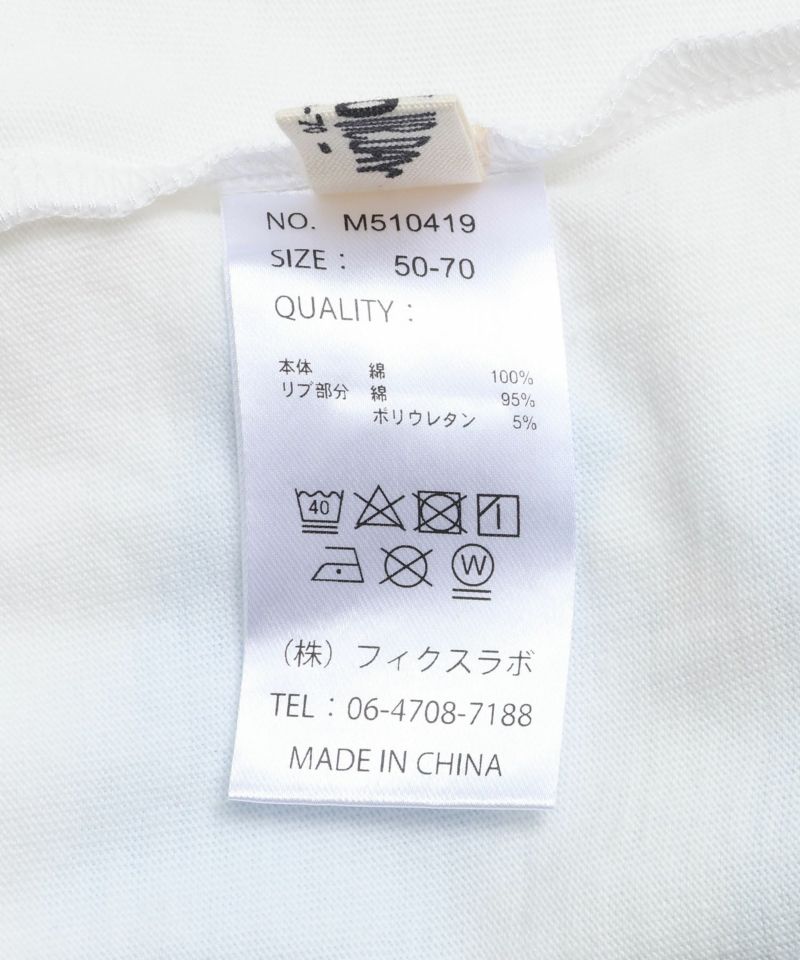 -70-
NO. M510419
SIZE： 50-70
QUALITY：
本体 綿 100%
リブ部分 綿 95%
ポリウレタン 5%
40
W
（株）フィクスラボ
TEL：06-4708-7188
MADE IN CHINA